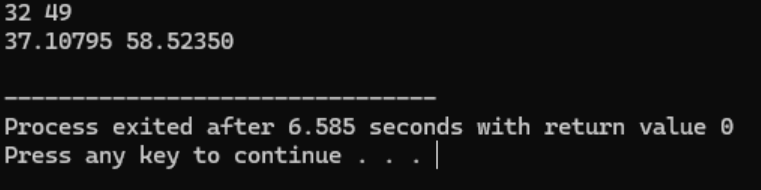 32 49
37.10795 58.52350
--------------------------------
Process exited after 6.585 seconds with return value 0
Press any key to continue . . .